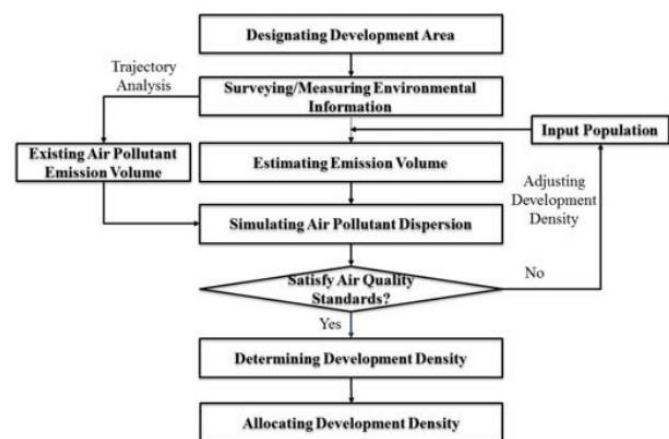 Designating Development Area
Trajectory
Analysis
Surveying/Measuring Environmental
Information
Input Population
Existing Air Pollutant
Emission Volume
Estimating Emission Volume
Adjusting
Development
Density
Simulating Air Pollutant Dispersion
Satisfy Air Quality
Standards?
No
Yes
Determining Development Density
Allocating Development Density